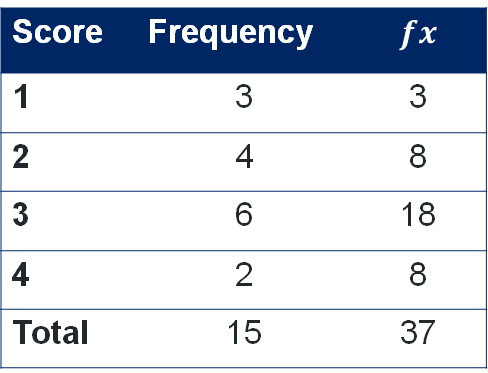 Score Frequency fx
1 3 3
2 4 8
3 6 18
4 2 8
Total 15 37